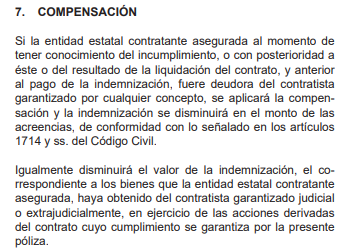 7. COMPENSACIÓN
Si la entidad estatal contratante asegurada al momento de
tener conocimiento del incumplimiento, o con posterioridad a
éste o del resultado de la liquidación del contrato, y anterior
al pago de la indemnización, fuere deudora del contratista
garantizado por cualquier concepto, se aplicará la compen-
sación y la indemnización se disminuirá en el monto de las
acreencias, de conformidad con lo señalado en los artículos
1714 y ss. del Código Civil.
Igualmente disminuirá el valor de la indemnización, el co-
rrespondiente a los bienes que la entidad estatal contratante
asegurada, haya obtenido del contratista garantizado judicial
o extrajudicialmente, en ejercicio de las acciones derivadas
del contrato cuyo cumplimiento se garantiza por la presente
póliza.